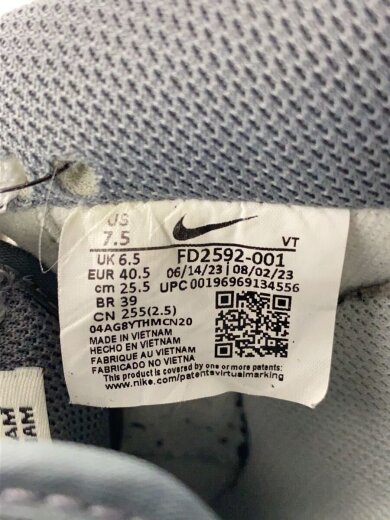 US
7.5
VT
UK 6.5
FD2592-001
EUR 40.5
06/14/23 | 08/02/23
cm 25.5
UPC 00196969134556
BR 39
CN 255(2.5)
04AG8YTHMCN20
MADE IN VIETNAM
HECHO EN VIETNAM
FABRIQUE AU VIETNAM
FABRICADO NO VIETNA
This product is covered by one or more patents:
www.nike.com/patentsvirtualmarking